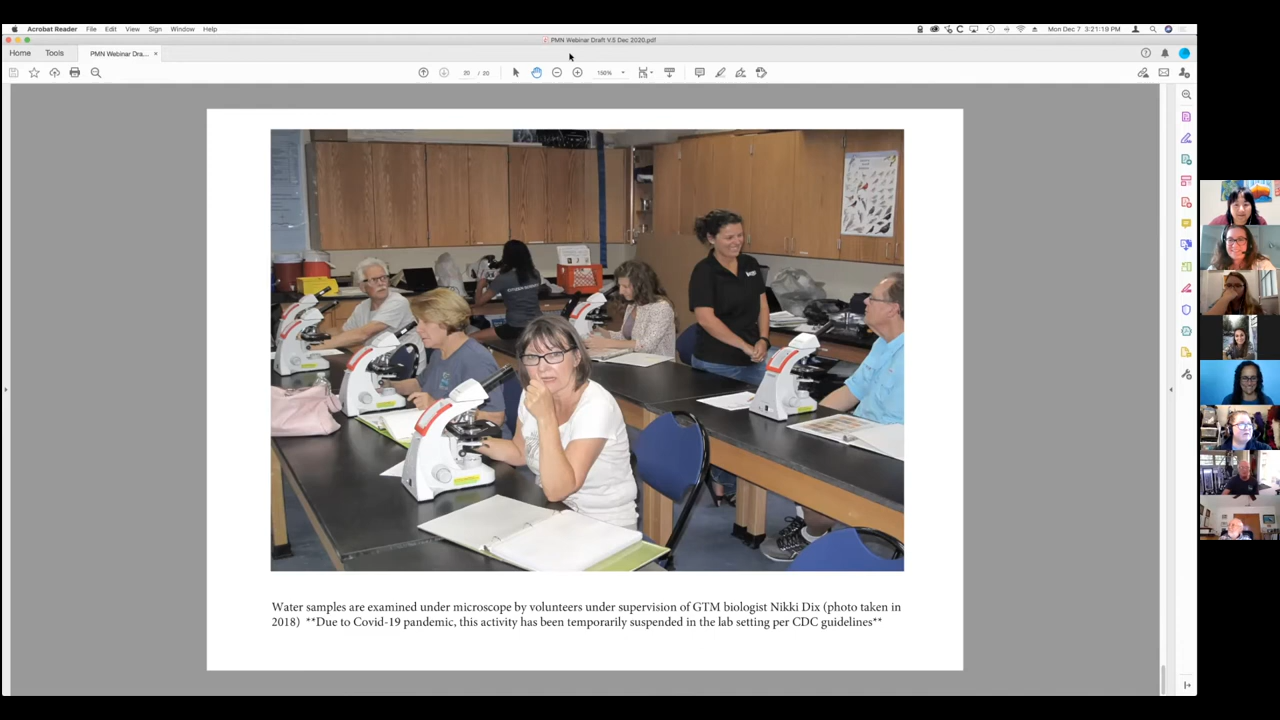 Acrobat Reader File Edit View Sign Window Help
Mon Dec 7 3:21:19 PM
PMN Webinar Draft V.5 Dec 2020.pdf
Home Tools PMN Webinar Dra... ×
20 / 20 150%
Water samples are examined under microscope by volunteers under supervision of GTM biologist Nikki Dix (photo taken in
2018) **Due to Covid-19 pandemic, this activity has been temporarily suspended in the lab setting per CDC guidelines**